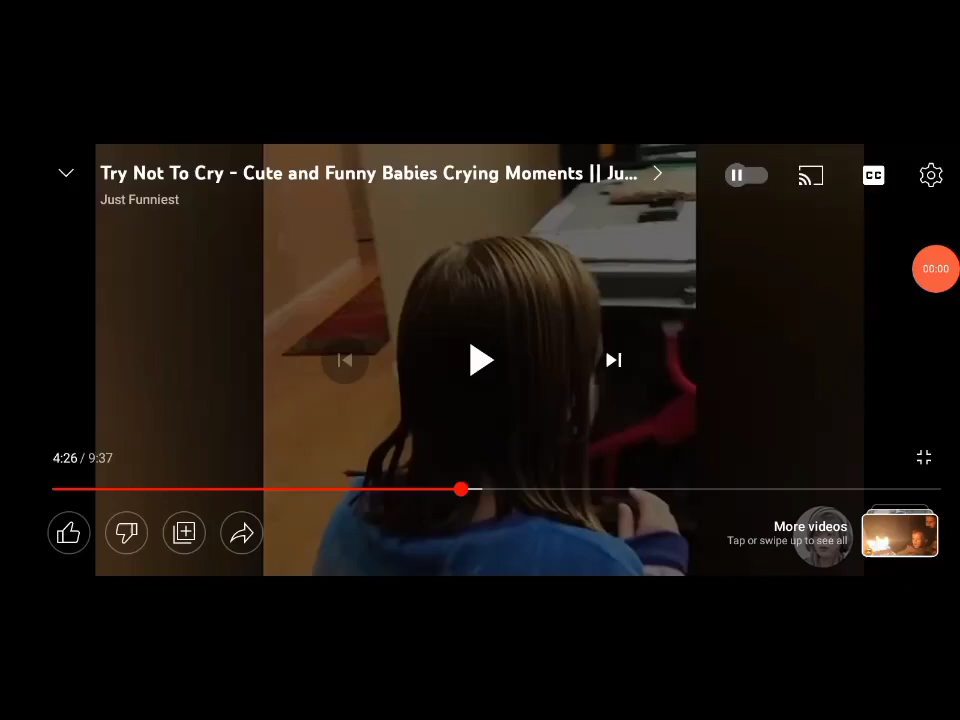 Try Not To Cry - Cute and Funny Babies Crying Moments || Ju...
Just Funniest
CC
00:00
4:26 / 9:37
More videos
Tap or swipe up to see all